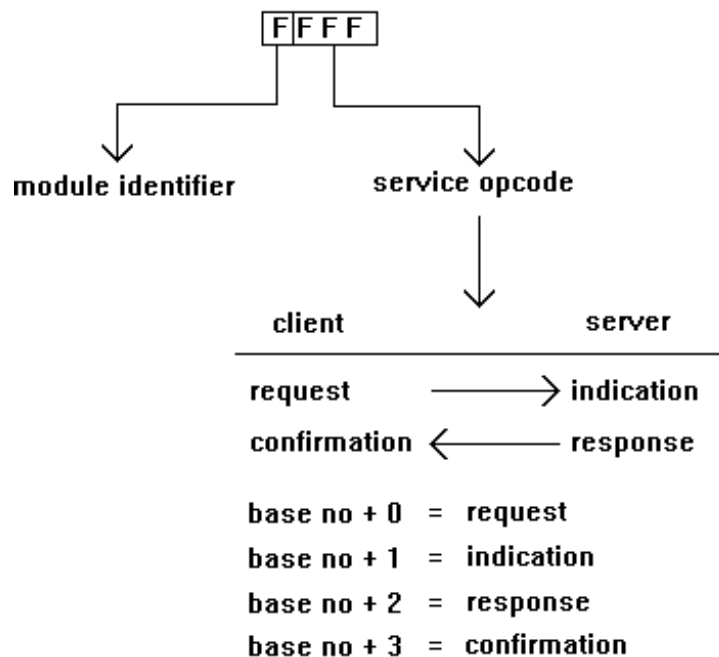 F F F F
module identifier
service opcode
client server
request indication
confirmation response
base no + 0 = request
base no + 1 = indication
base no + 2 = response
base no + 3 = confirmation